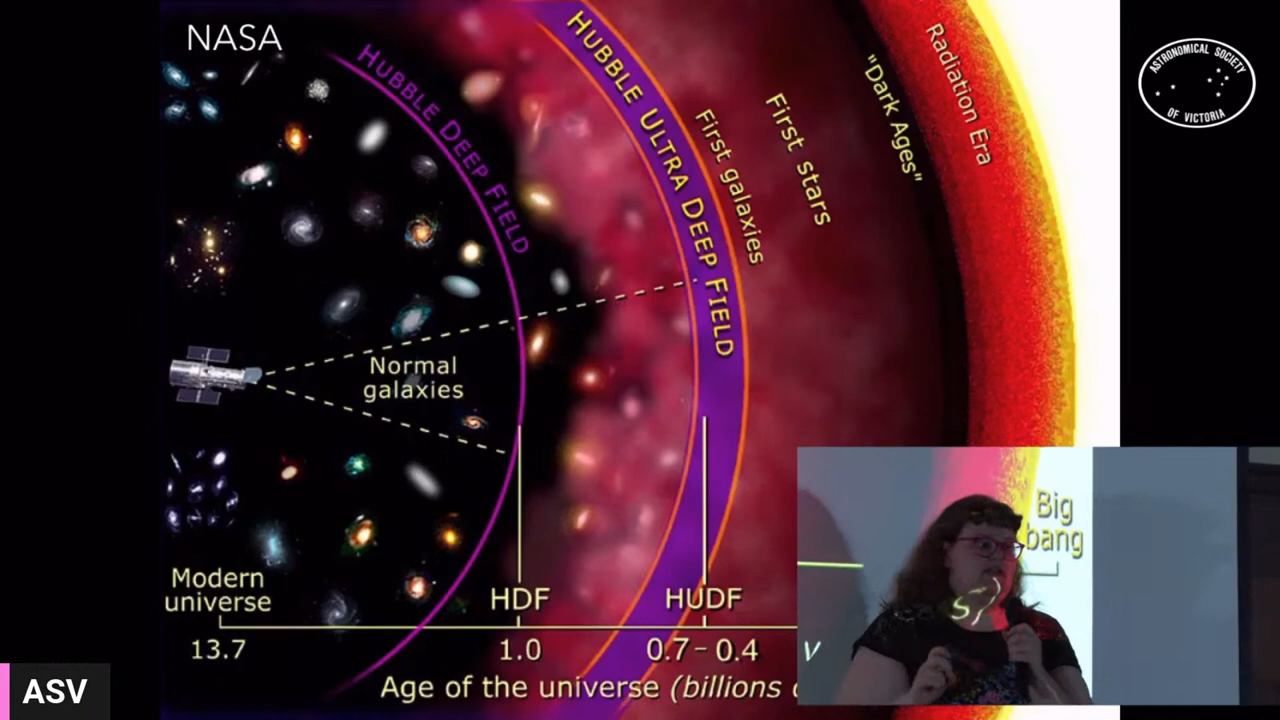 NASA
HUBBLE DEEP FIELD
HUBBLE ULTRA DEEP FIELD
First galaxies
First stars
"Dark Ages"
Radiation Era
ASTRONOMICAL SOCIETY
OF VICTORIA
Normal
galaxies
Big
bang
Modern
universe
HDF
HUDF
13.7
1.0
0.7 - 0.4
Age of the universe (billions
ASV